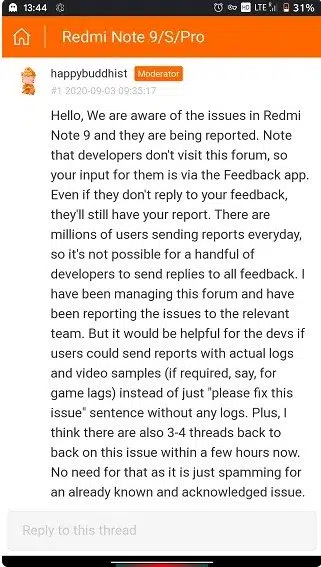 13:44 LTE 31%
Redmi Note 9/S/Pro
happybuddhist Moderator
#1 2020-09-03 09:35:17
Hello, We are aware of the issues in Redmi
Note 9 and they are being reported. Note
that developers don't visit this forum, so
your input for them is via the Feedback app.
Even if they don't reply to your feedback,
they'll still have your report. There are
millions of users sending reports everyday,
so it's not possible for a handful of
developers to send replies to all feedback. I
have been managing this forum and have
been reporting the issues to the relevant
team. But it would be helpful for the devs if
users could send reports with actual logs
and video samples (if required, say, for
game lags) instead of just "please fix this
issue" sentence without any logs. Plus, I
think there are also 3-4 threads back to
back on this issue within a few hours now.
No need for that as it is just spamming for
an already known and acknowledged issue.
Reply to this thread